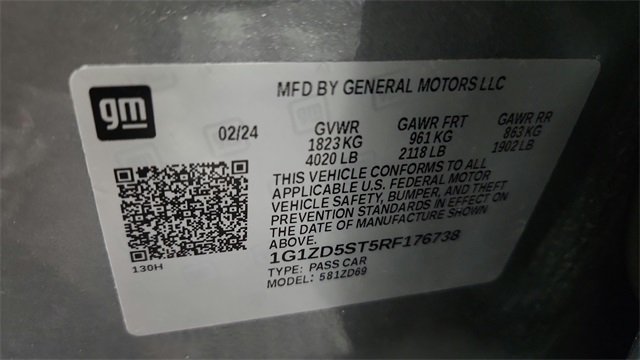 gm
MFD BY GENERAL MOTORS LLC
02/24
GVWR GAWR FRT GAWR RR
1823 KG 961 KG 863 KG
4020 LB 2118 LB 1902 LB
THIS VEHICLE CONFORMS TO ALL
APPLICABLE U.S. FEDERAL MOTOR
VEHICLE SAFETY, BUMPER, AND THEFT
PREVENTION STANDARDS IN EFFECT ON
THE DATE OF MANUFACTURE SHOWN
ABOVE.
1G1ZD5ST5RF176738
TYPE: PASS CAR
MODEL: 581ZD69
130H